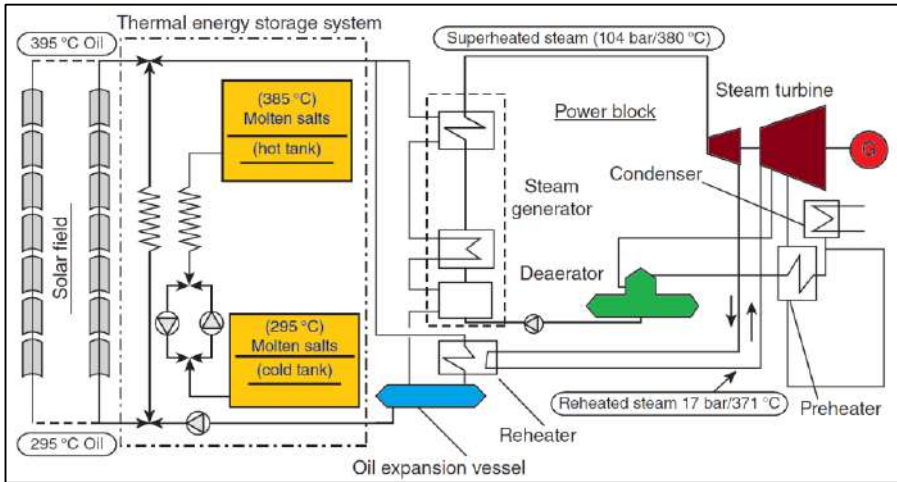 Thermal energy storage system
395 °C Oil
Superheated steam (104 bar/380 °C)
Steam turbine
(385 °C)
Molten salts
(hot tank)
Power block
G
Condenser
Steam
generator
Solar field
Deaerator
(295 °C)
Molten salts
(cold tank)
Reheated steam 17 bar/371 °C
Preheater
295 °C Oil
Reheater
Oil expansion vessel